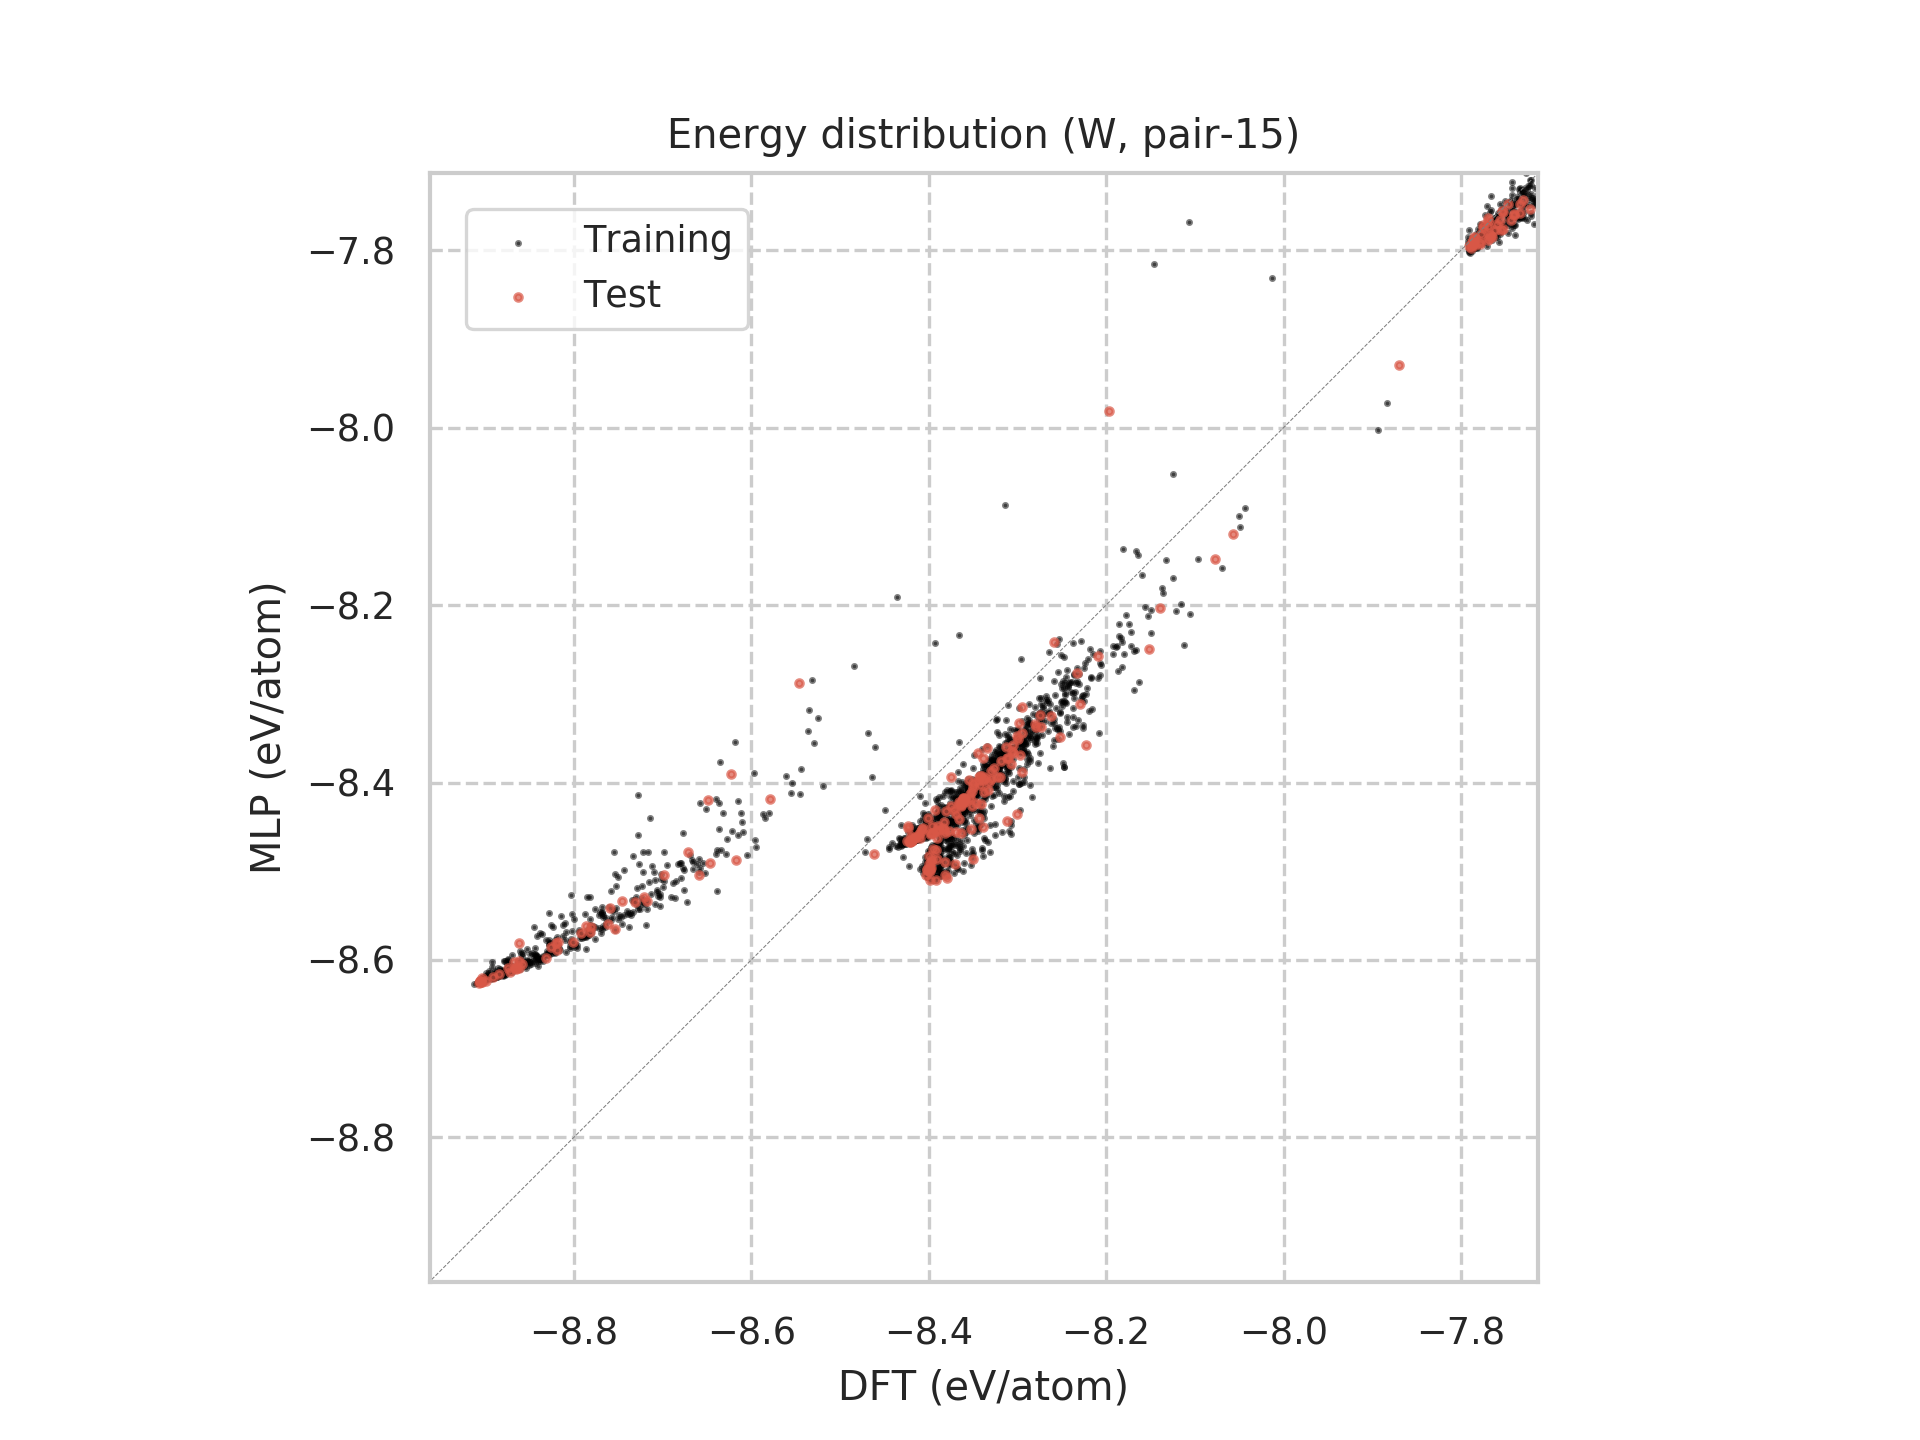 Energy distribution (W, pair-15)
Training
Test
−7.8
−8.0
−8.2
−8.4
−8.6
−8.8
MLP (eV/atom)
−8.8
−8.6
−8.4
−8.2
−8.0
−7.8
DFT (eV/atom)